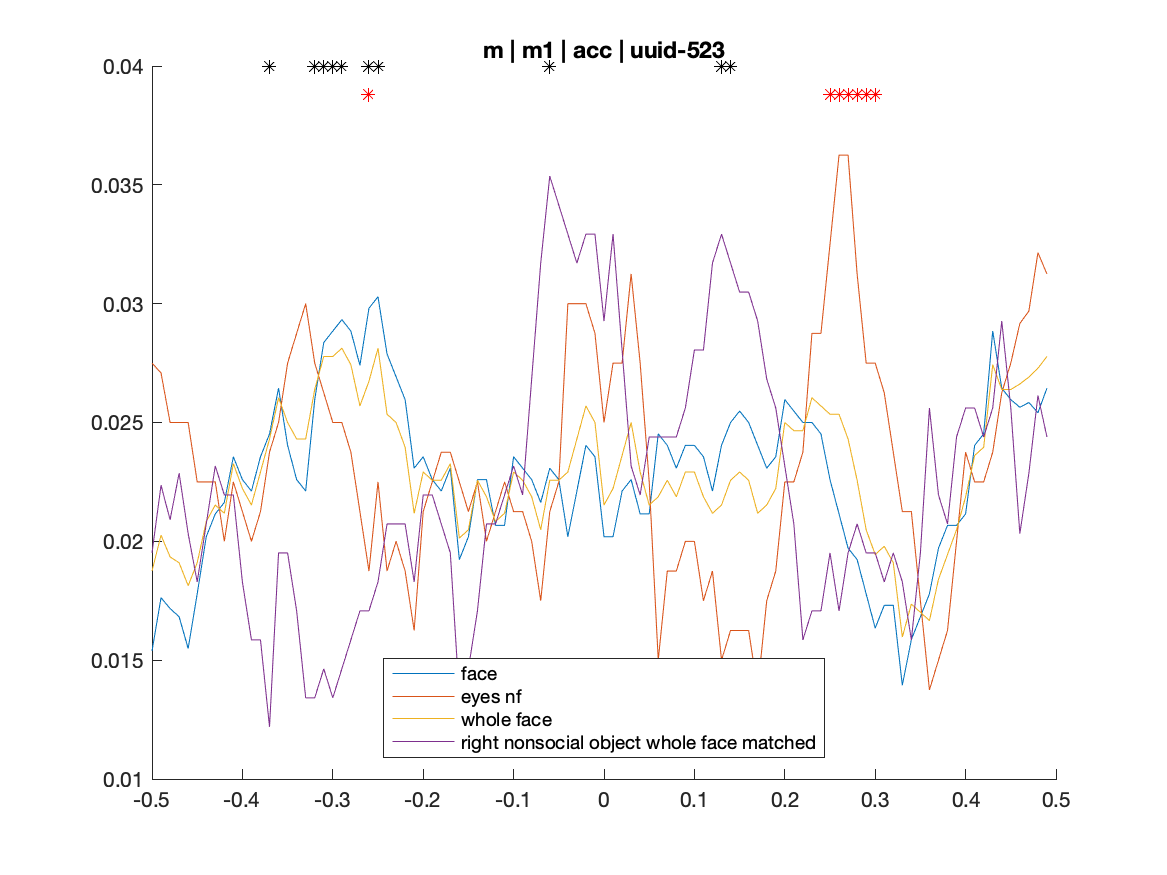 m | m1 | acc | uuid-523
0.04
0.035
0.03
0.025
0.02
0.015
0.01
face
eyes nf
whole face
right nonsocial object whole face matched
-0.5 -0.4 -0.3 -0.2 -0.1 0 0.1 0.2 0.3 0.4 0.5